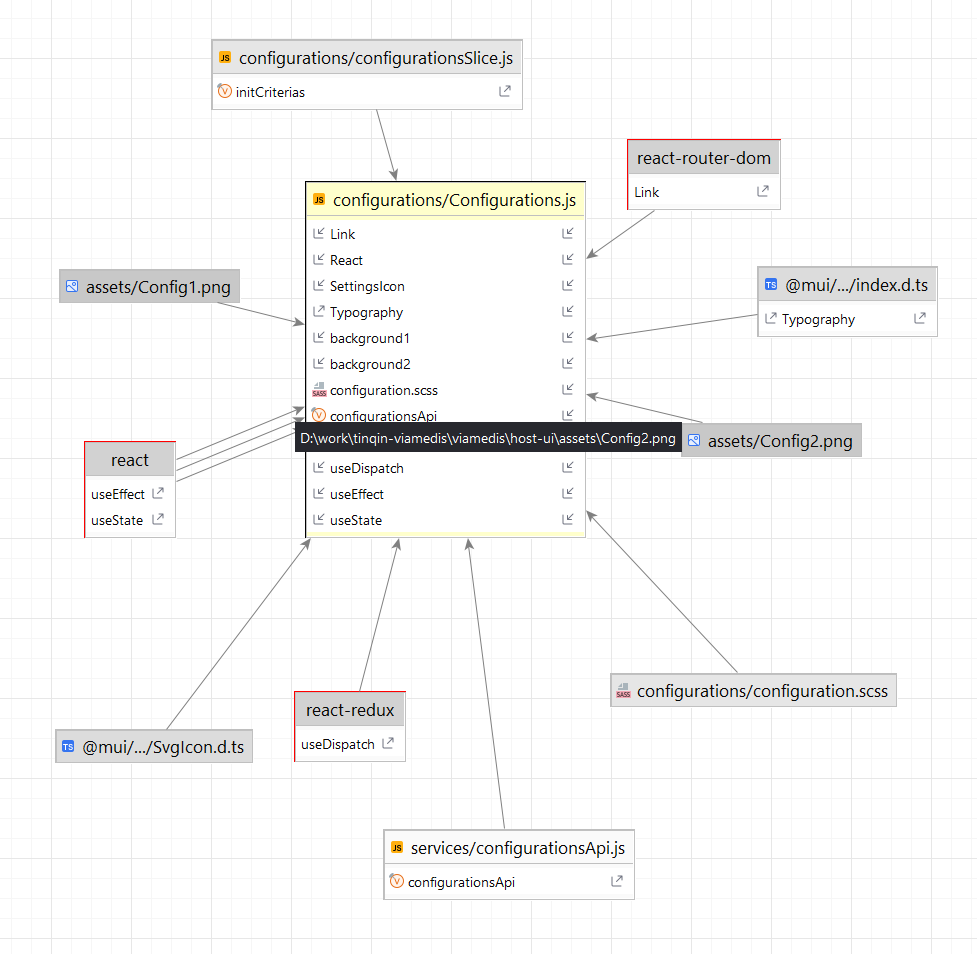 JS configurations/configurationsSlice.js
V initCriterias
react-router-dom
Link
JS configurations/Configurations.js
Link
React
SettingsIcon
Typography
background1
background2
SASS configuration.scss
V configurationsApi
D:\work\tinqin-viamedis\viamedis\host-ui\assets\Config2.png
useDispatch
useEffect
useState
assets/Config1.png
TS @mui/.../index.d.ts
Typography
assets/Config2.png
react
useEffect
useState
SASS configurations/configuration.scss
react-redux
useDispatch
TS @mui/.../SvgIcon.d.ts
JS services/configurationsApi.js
V configurationsApi